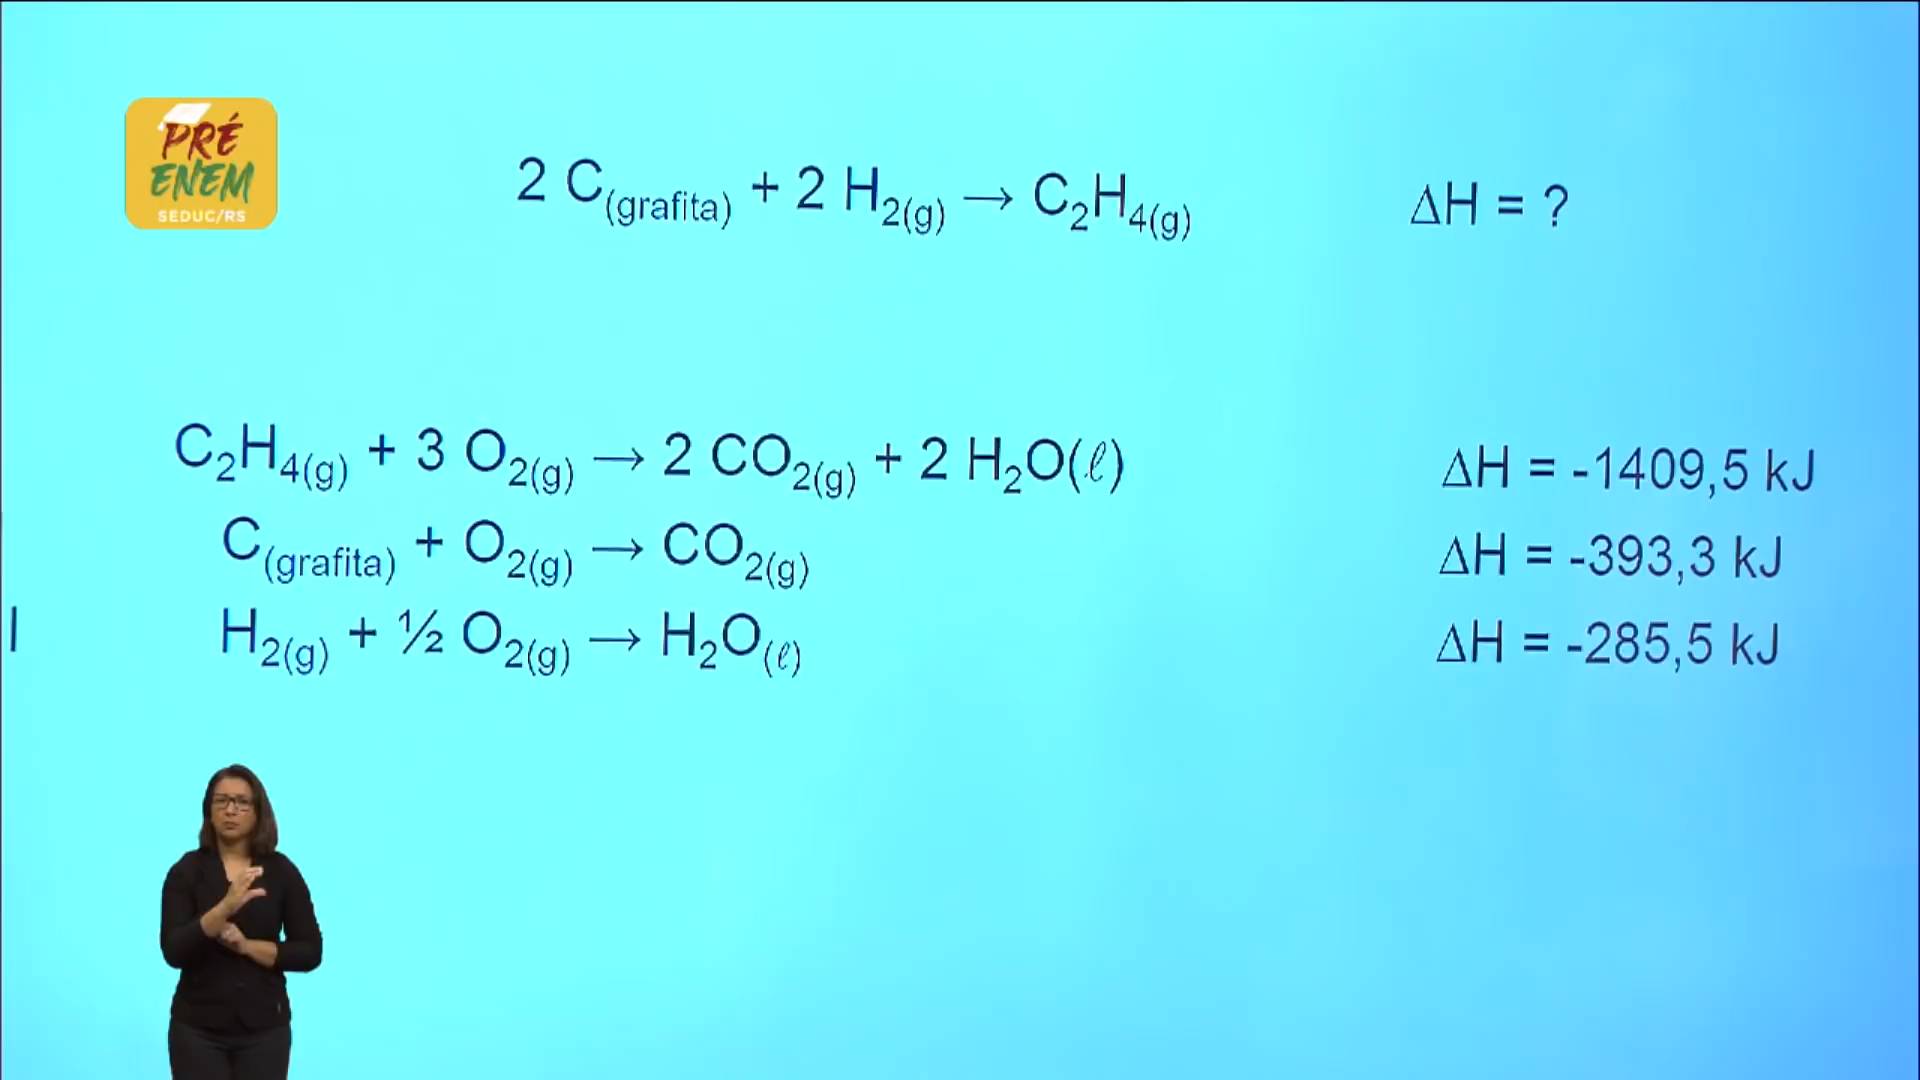 PRÉ
ENEM
SEDUC/RS
2 C(grafita) + 2 H2(g) → C2H4(g) ΔH = ?
C2H4(g) + 3 O2(g) → 2 CO2(g) + 2 H2O(ℓ) ΔH = -1409,5 kJ
C(grafita) + O2(g) → CO2(g) ΔH = -393,3 kJ
H2(g) + ½ O2(g) → H2O(ℓ) ΔH = -285,5 kJ